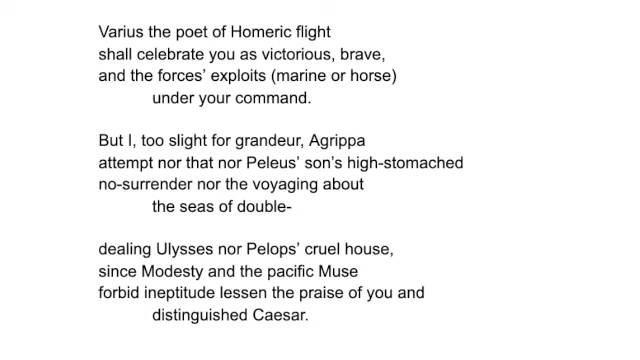 Varius the poet of Homeric flight
shall celebrate you as victorious, brave,
and the forces’ exploits (marine or horse)
under your command.

But I, too slight for grandeur, Agrippa
attempt nor that nor Peleus’ son’s high-stomached
no-surrender nor the voyaging about
the seas of double-

dealing Ulysses nor Pelops’ cruel house,
since Modesty and the pacific Muse
forbid ineptitude lessen the praise of you and
distinguished Caesar.